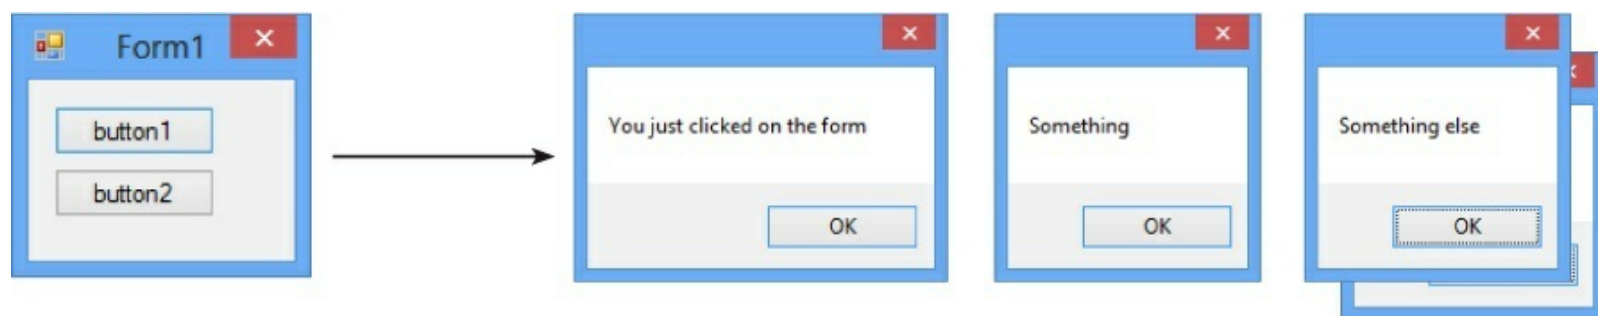 Form1
button1
button2
You just clicked on the form
OK
Something
OK
Something else
OK